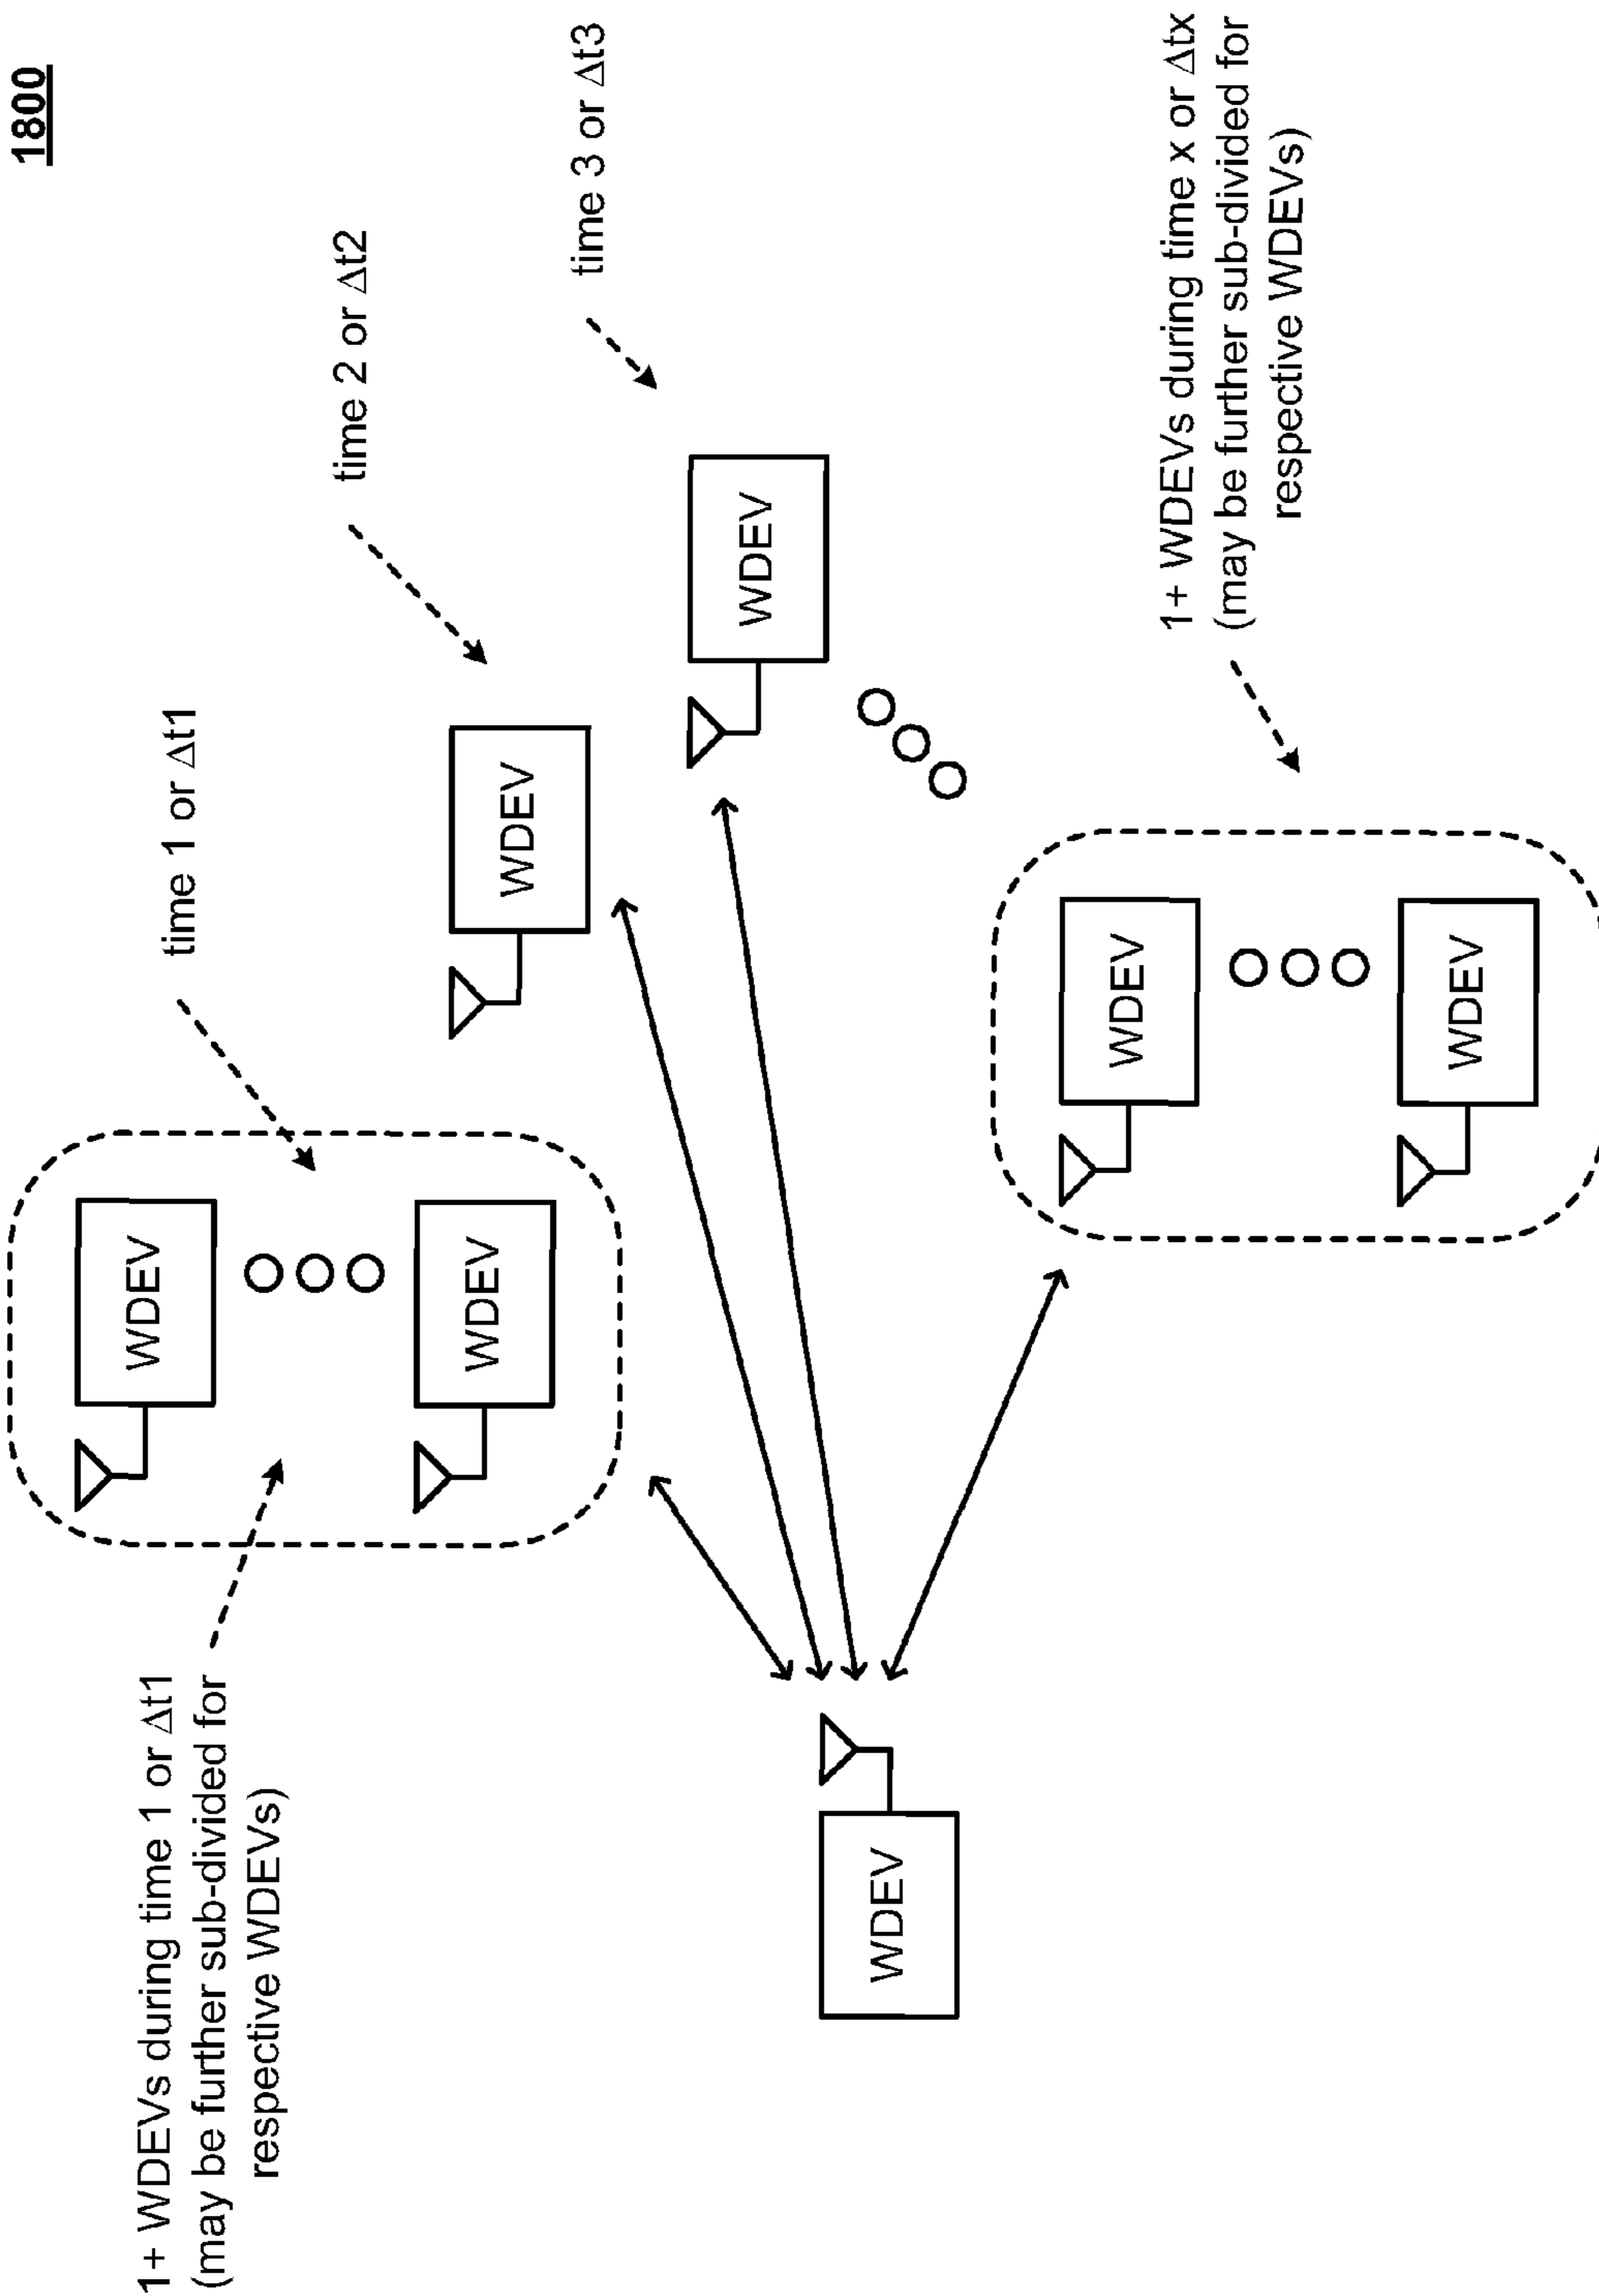 1800
1+ WDEVs during time 1 or Δt1
(may be further sub-divided for
respective WDEVs)
WDEV
time 1 or Δt1
WDEV
time 2 or Δt2
WDEV
time 3 or Δt3
WDEV
WDEV
WDEV
1+ WDEVs during time x or Δtx
(may be further sub-divided for
respective WDEVs)
WDEV